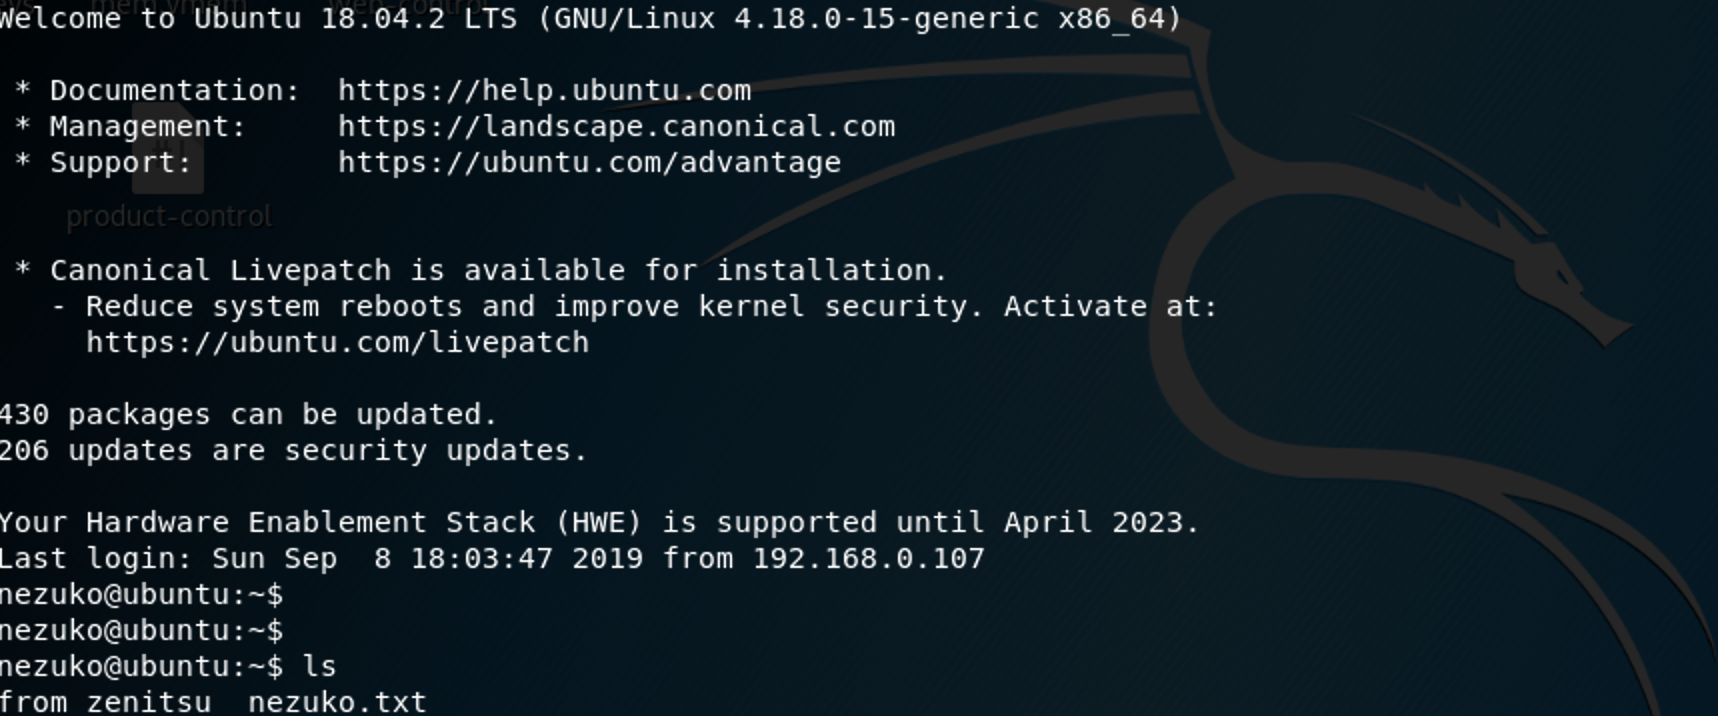 Welcome to Ubuntu 18.04.2 LTS (GNU/Linux 4.18.0-15-generic x86_64)
* Documentation:  https://help.ubuntu.com
* Management:     https://landscape.canonical.com
* Support:        https://ubuntu.com/advantage
product-control
* Canonical Livepatch is available for installation.
- Reduce system reboots and improve kernel security. Activate at:
https://ubuntu.com/livepatch
430 packages can be updated.
206 updates are security updates.
Your Hardware Enablement Stack (HWE) is supported until April 2023.
Last login: Sun Sep  8 18:03:47 2019 from 192.168.0.107
nezuko@ubuntu:~$
nezuko@ubuntu:~$
nezuko@ubuntu:~$ ls
from zenitsu  nezuko.txt